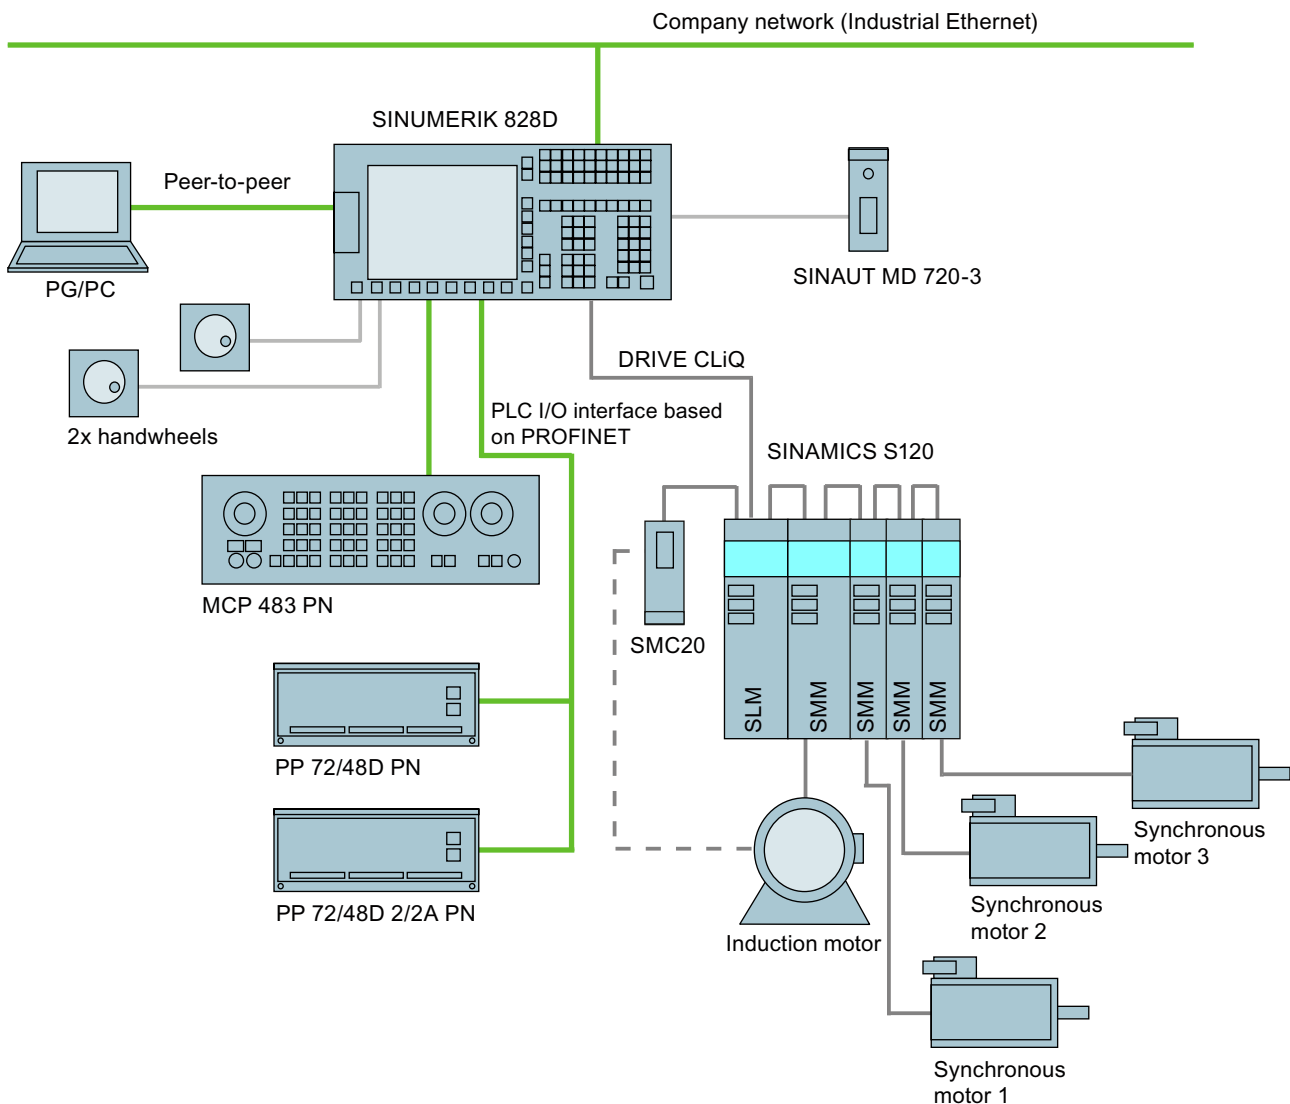 Company network (Industrial Ethernet)
SINUMERIK 828D
Peer-to-peer
PG/PC
SINAUT MD 720-3
DRIVE CLiQ
2x handwheels
PLC I/O interface based
on PROFINET
SINAMICS S120
MCP 483 PN
SMC20
SLM
SMM
SMM
SMM
SMM
PP 72/48D PN
Synchronous
motor 3
PP 72/48D 2/2A PN
Synchronous
motor 2
Induction motor
Synchronous
motor 1